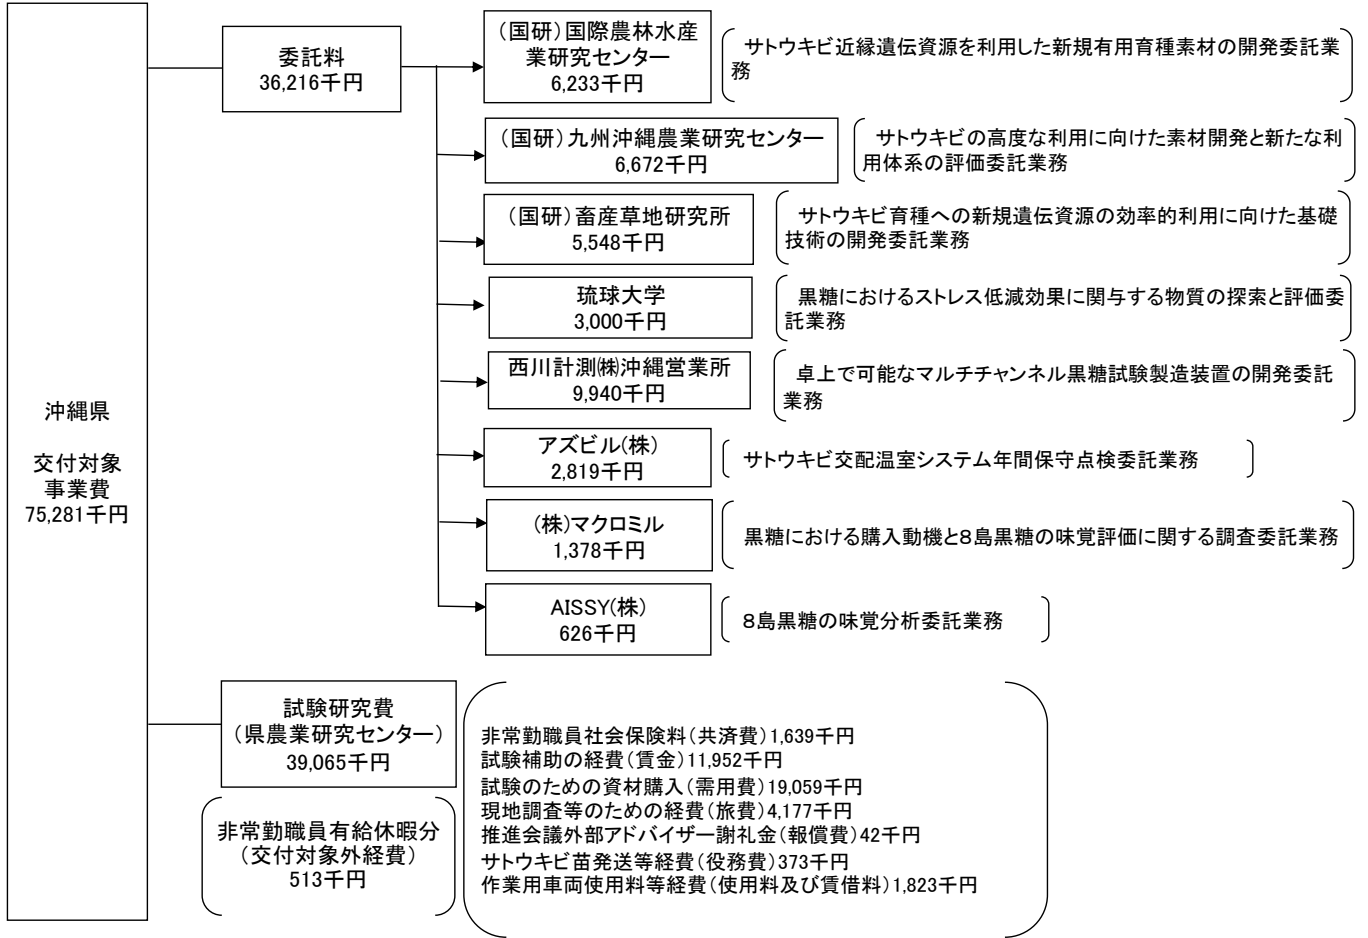 沖縄県
交付対象
事業費
75,281千円
委託料
36,216千円
（国研）国際農林水産
業研究センター
6,233千円
サトウキビ近縁遺伝資源を利用した新規有用育種素材の開発委託業
務
（国研）九州沖縄農業研究センター
6,672千円
サトウキビの高度な利用に向けた素材開発と新たな利
用体系の評価委託業務
（国研）畜産草地研究所
5,548千円
サトウキビ育種への新規遺伝資源の効率的利用に向けた基礎
技術の開発委託業務
琉球大学
3,000千円
黒糖におけるストレス低減効果に関与する物質の探索と評価委
託業務
西川計測㈱沖縄営業所
9,940千円
卓上で可能なマルチチャンネル黒糖試験製造装置の開発委託
業務
アズビル(株)
2,819千円
サトウキビ交配温室システム年間保守点検委託業務
(株)マクロミル
1,378千円
黒糖における購入動機と８島黒糖の味覚評価に関する調査委託業務
AISSY(株)
626千円
８島黒糖の味覚分析委託業務
試験研究費
（県農業研究センター）
39,065千円
非常勤職員有給休暇分
（交付対象外経費）
513千円
非常勤職員社会保険料（共済費）1,639千円
試験補助の経費（賃金）11,952千円
試験のための資材購入（需用費）19,059千円
現地調査等のための経費（旅費）4,177千円
推進会議外部アドバイザー謝礼金（報償費）42千円
サトウキビ苗発送等経費（役務費）373千円
作業用車両使用料等経費（使用料及び賃借料）1,823千円